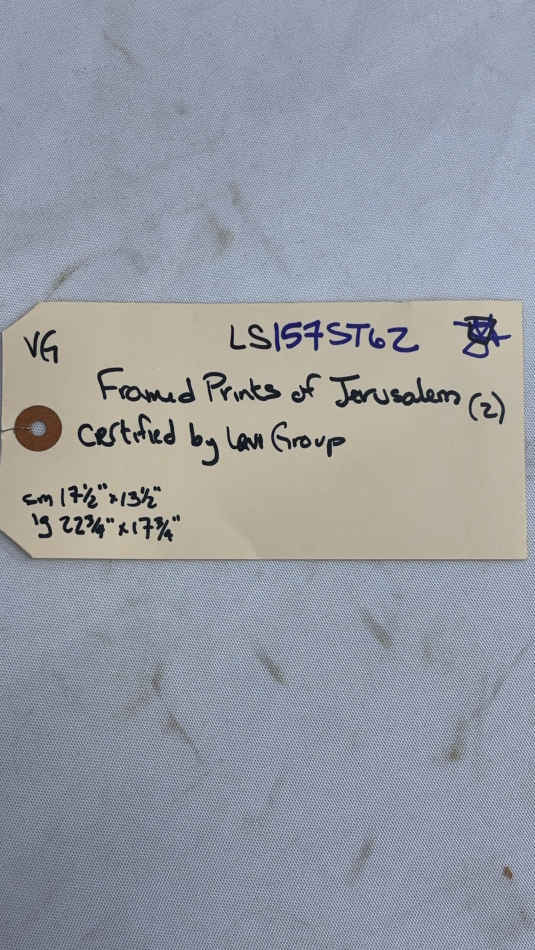 VG LS157ST62
Framed Prints of Jerusalem (2)
certified by Lavi Group
sm 17½" x 13½"
lg 22¾" x 17¾"